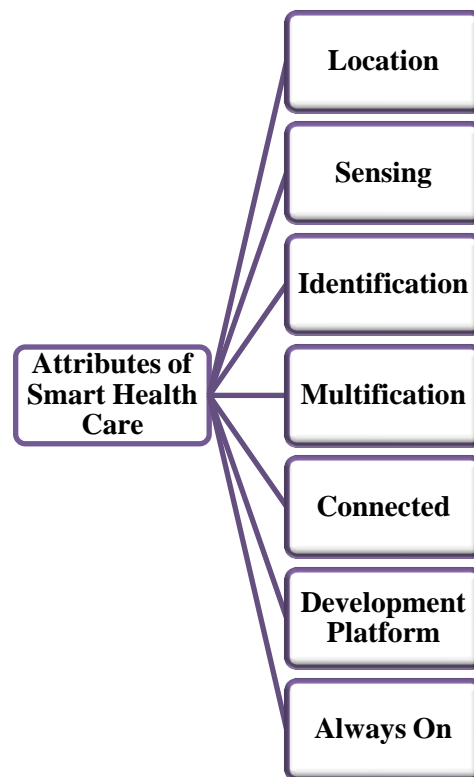 Location
Sensing
Identification
Attributes of
Smart Health
Care
Multification
Connected
Development
Platform
Always On